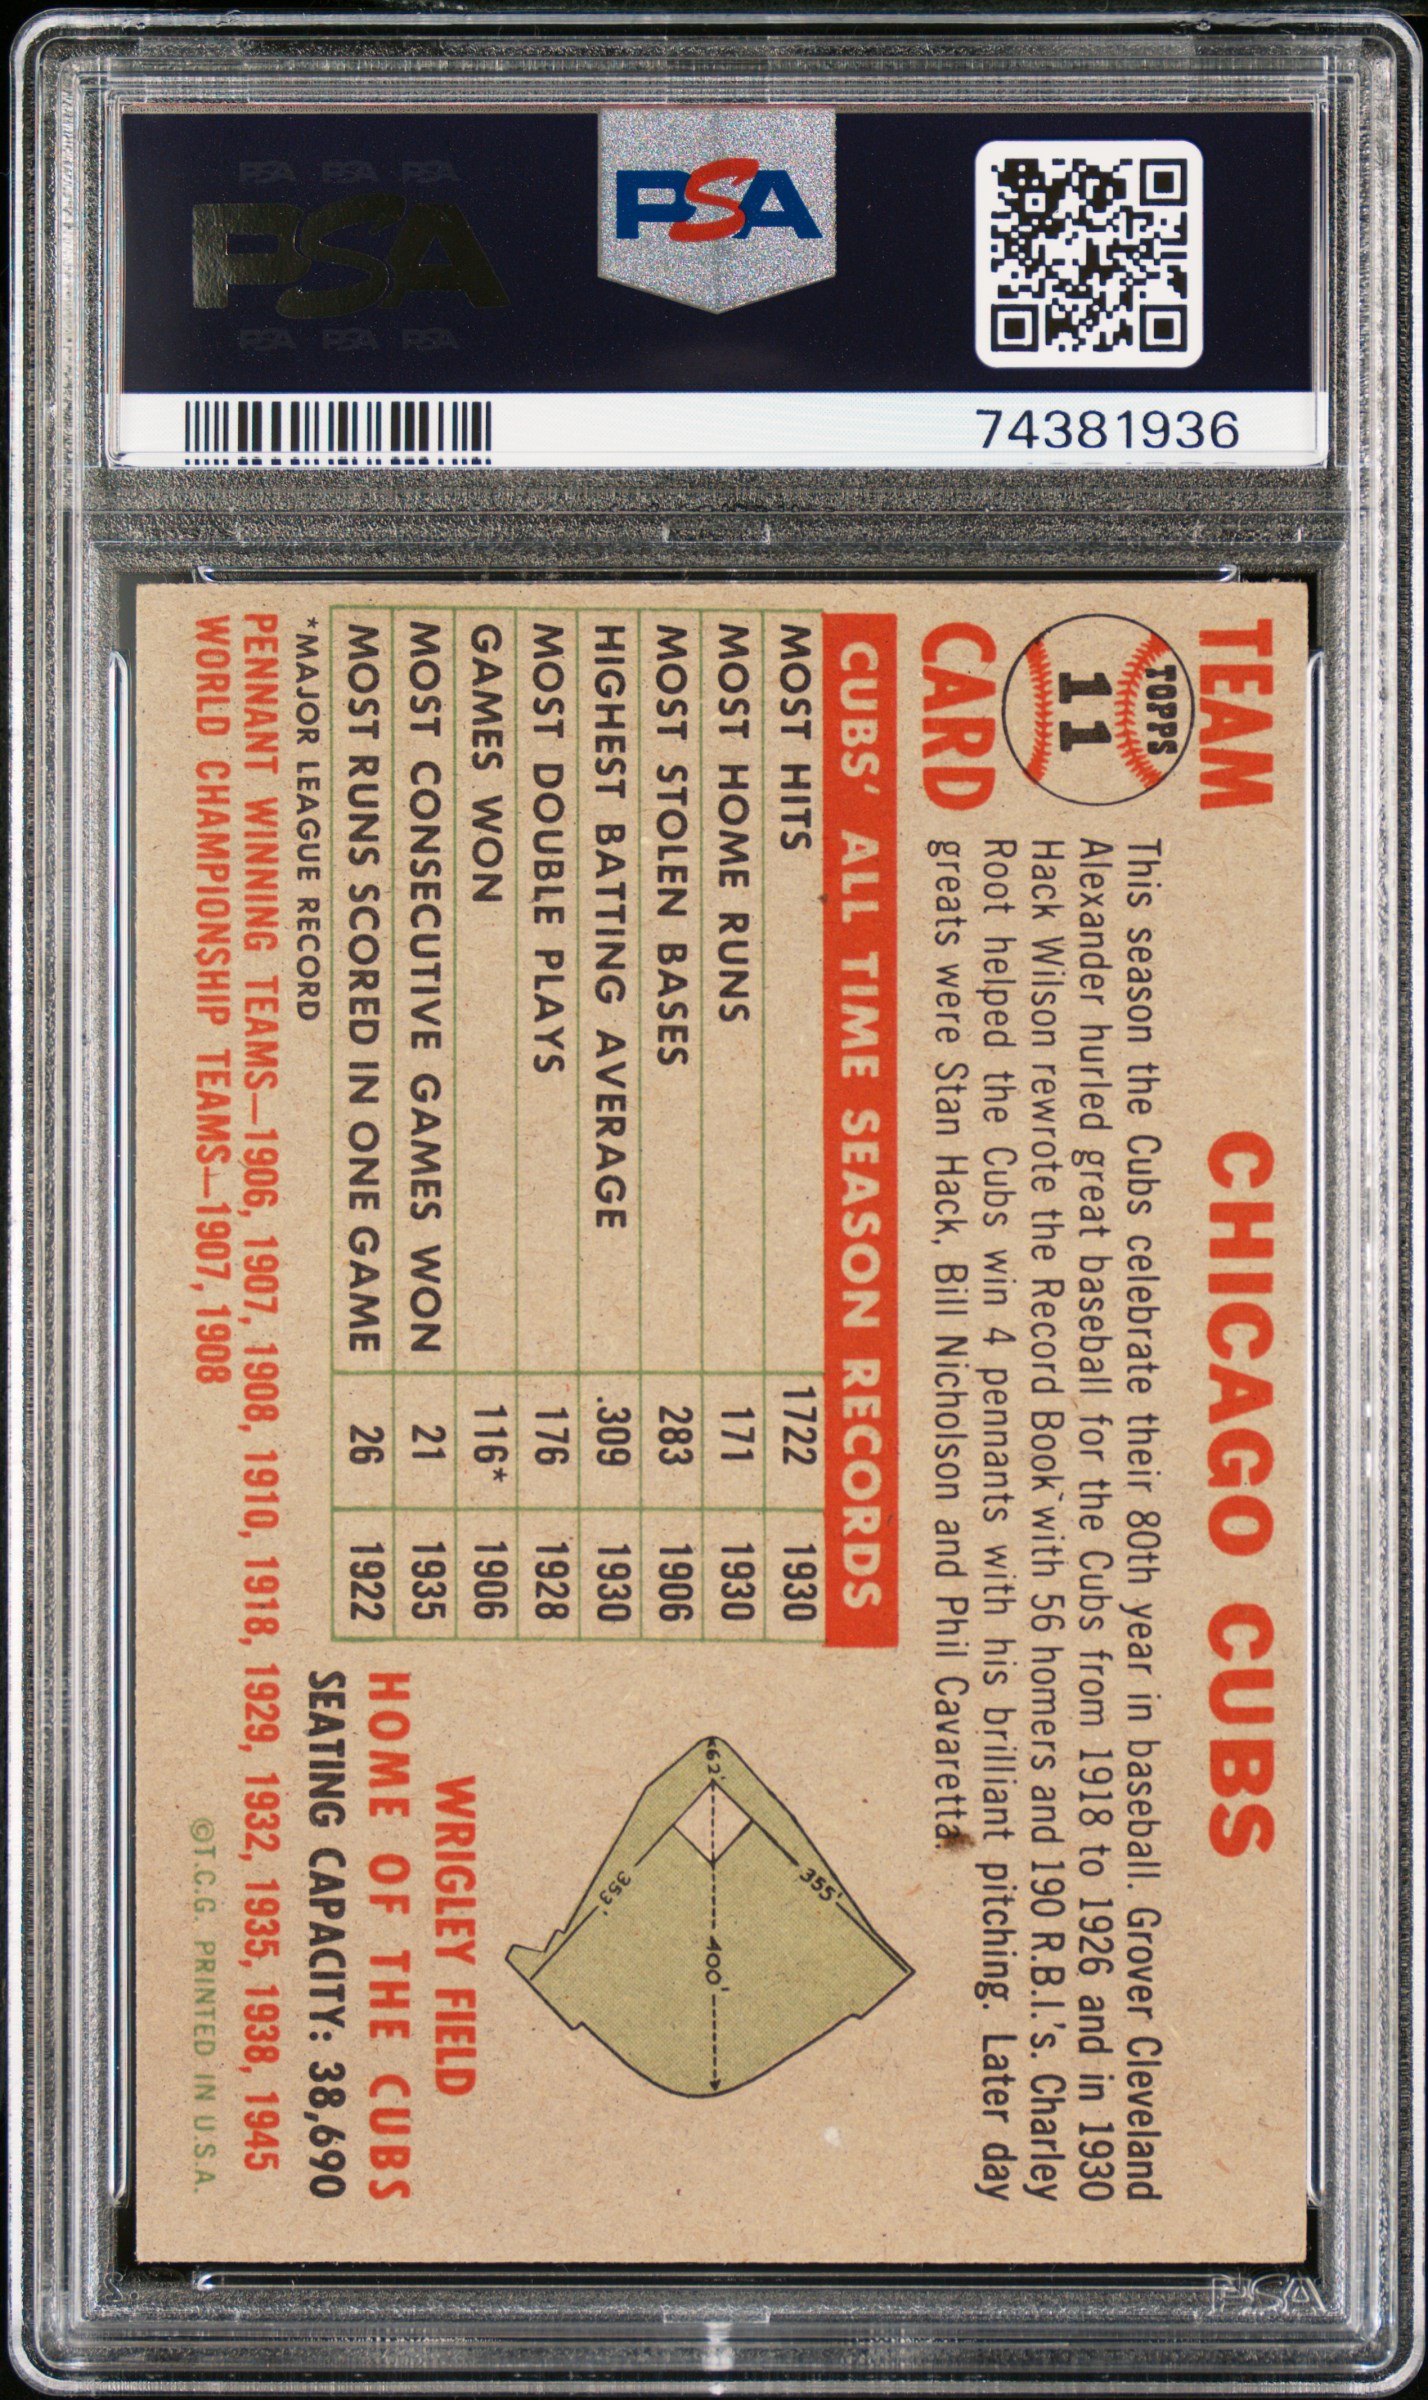 PSA PSA PSA
PSA
PSA PSA PSA
PSA
74381936
TEAM
TOPPS
11
CARD
CHICAGO CUBS
This season the Cubs celebrate their 80th year in baseball. Grover Cleveland
Alexander hurled great baseball for the Cubs from 1918 to 1926 and in 1930
Hack Wilson rewrote the Record Book with 56 homers and 190 R.B.I.'s. Charley
Root helped the Cubs win 4 pennants with his brilliant pitching. Later day
greats were Stan Hack, Bill Nicholson and Phil Cavaretta.
CUBS' ALL TIME SEASON RECORDS
MOST HITS 1722 1930
MOST HOME RUNS 171 1930
MOST STOLEN BASES 283 1906
HIGHEST BATTING AVERAGE .309 1930
MOST DOUBLE PLAYS 176 1928
GAMES WON 116* 1906
MOST CONSECUTIVE GAMES WON 21 1935
MOST RUNS SCORED IN ONE GAME 26 1922
*MAJOR LEAGUE RECORD
62'
355'
400'
353'
WRIGLEY FIELD
HOME OF THE CUBS
SEATING CAPACITY: 38,690
PENNANT WINNING TEAMS—1906, 1907, 1908, 1910, 1918, 1929, 1932, 1935, 1938, 1945
WORLD CHAMPIONSHIP TEAMS—1907, 1908
©T.C.G. PRINTED IN U.S.A.
PSA